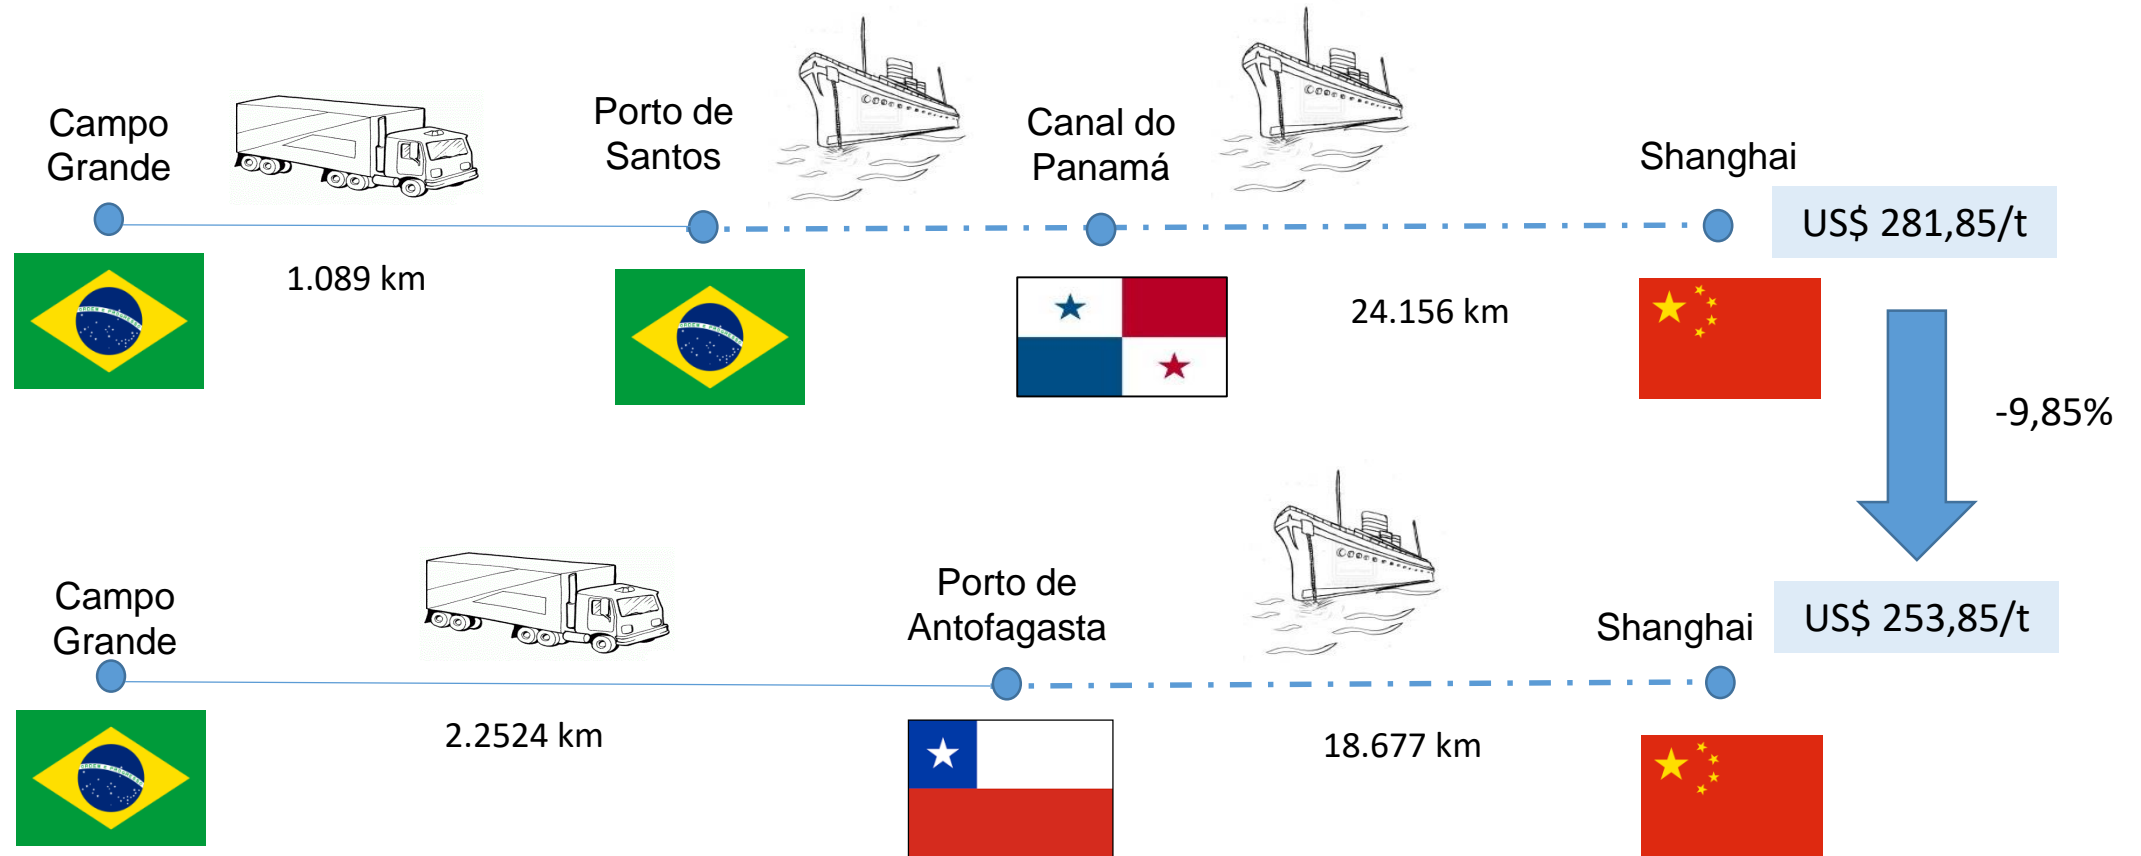 Campo
Grande
Porto de
Santos
Canal do
Panamá
Shanghai
US$ 281,85/t
1.089 km
24.156 km
-9,85%
Campo
Grande
Porto de
Antofagasta
Shanghai
US$ 253,85/t
2.2524 km
18.677 km